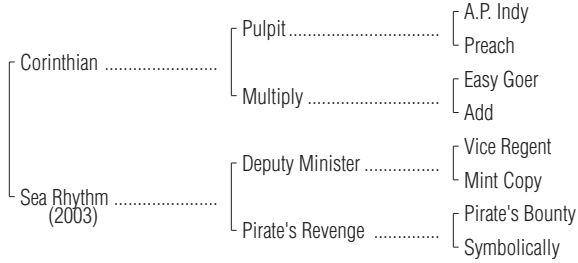 A.P. Indy
Pulpit
Preach
Corinthian
Easy Goer
Multiply
Add
Vice Regent
Deputy Minister
Mint Copy
Sea Rhythm
(2003)
Pirate's Bounty
Pirate's Revenge
Symbolically